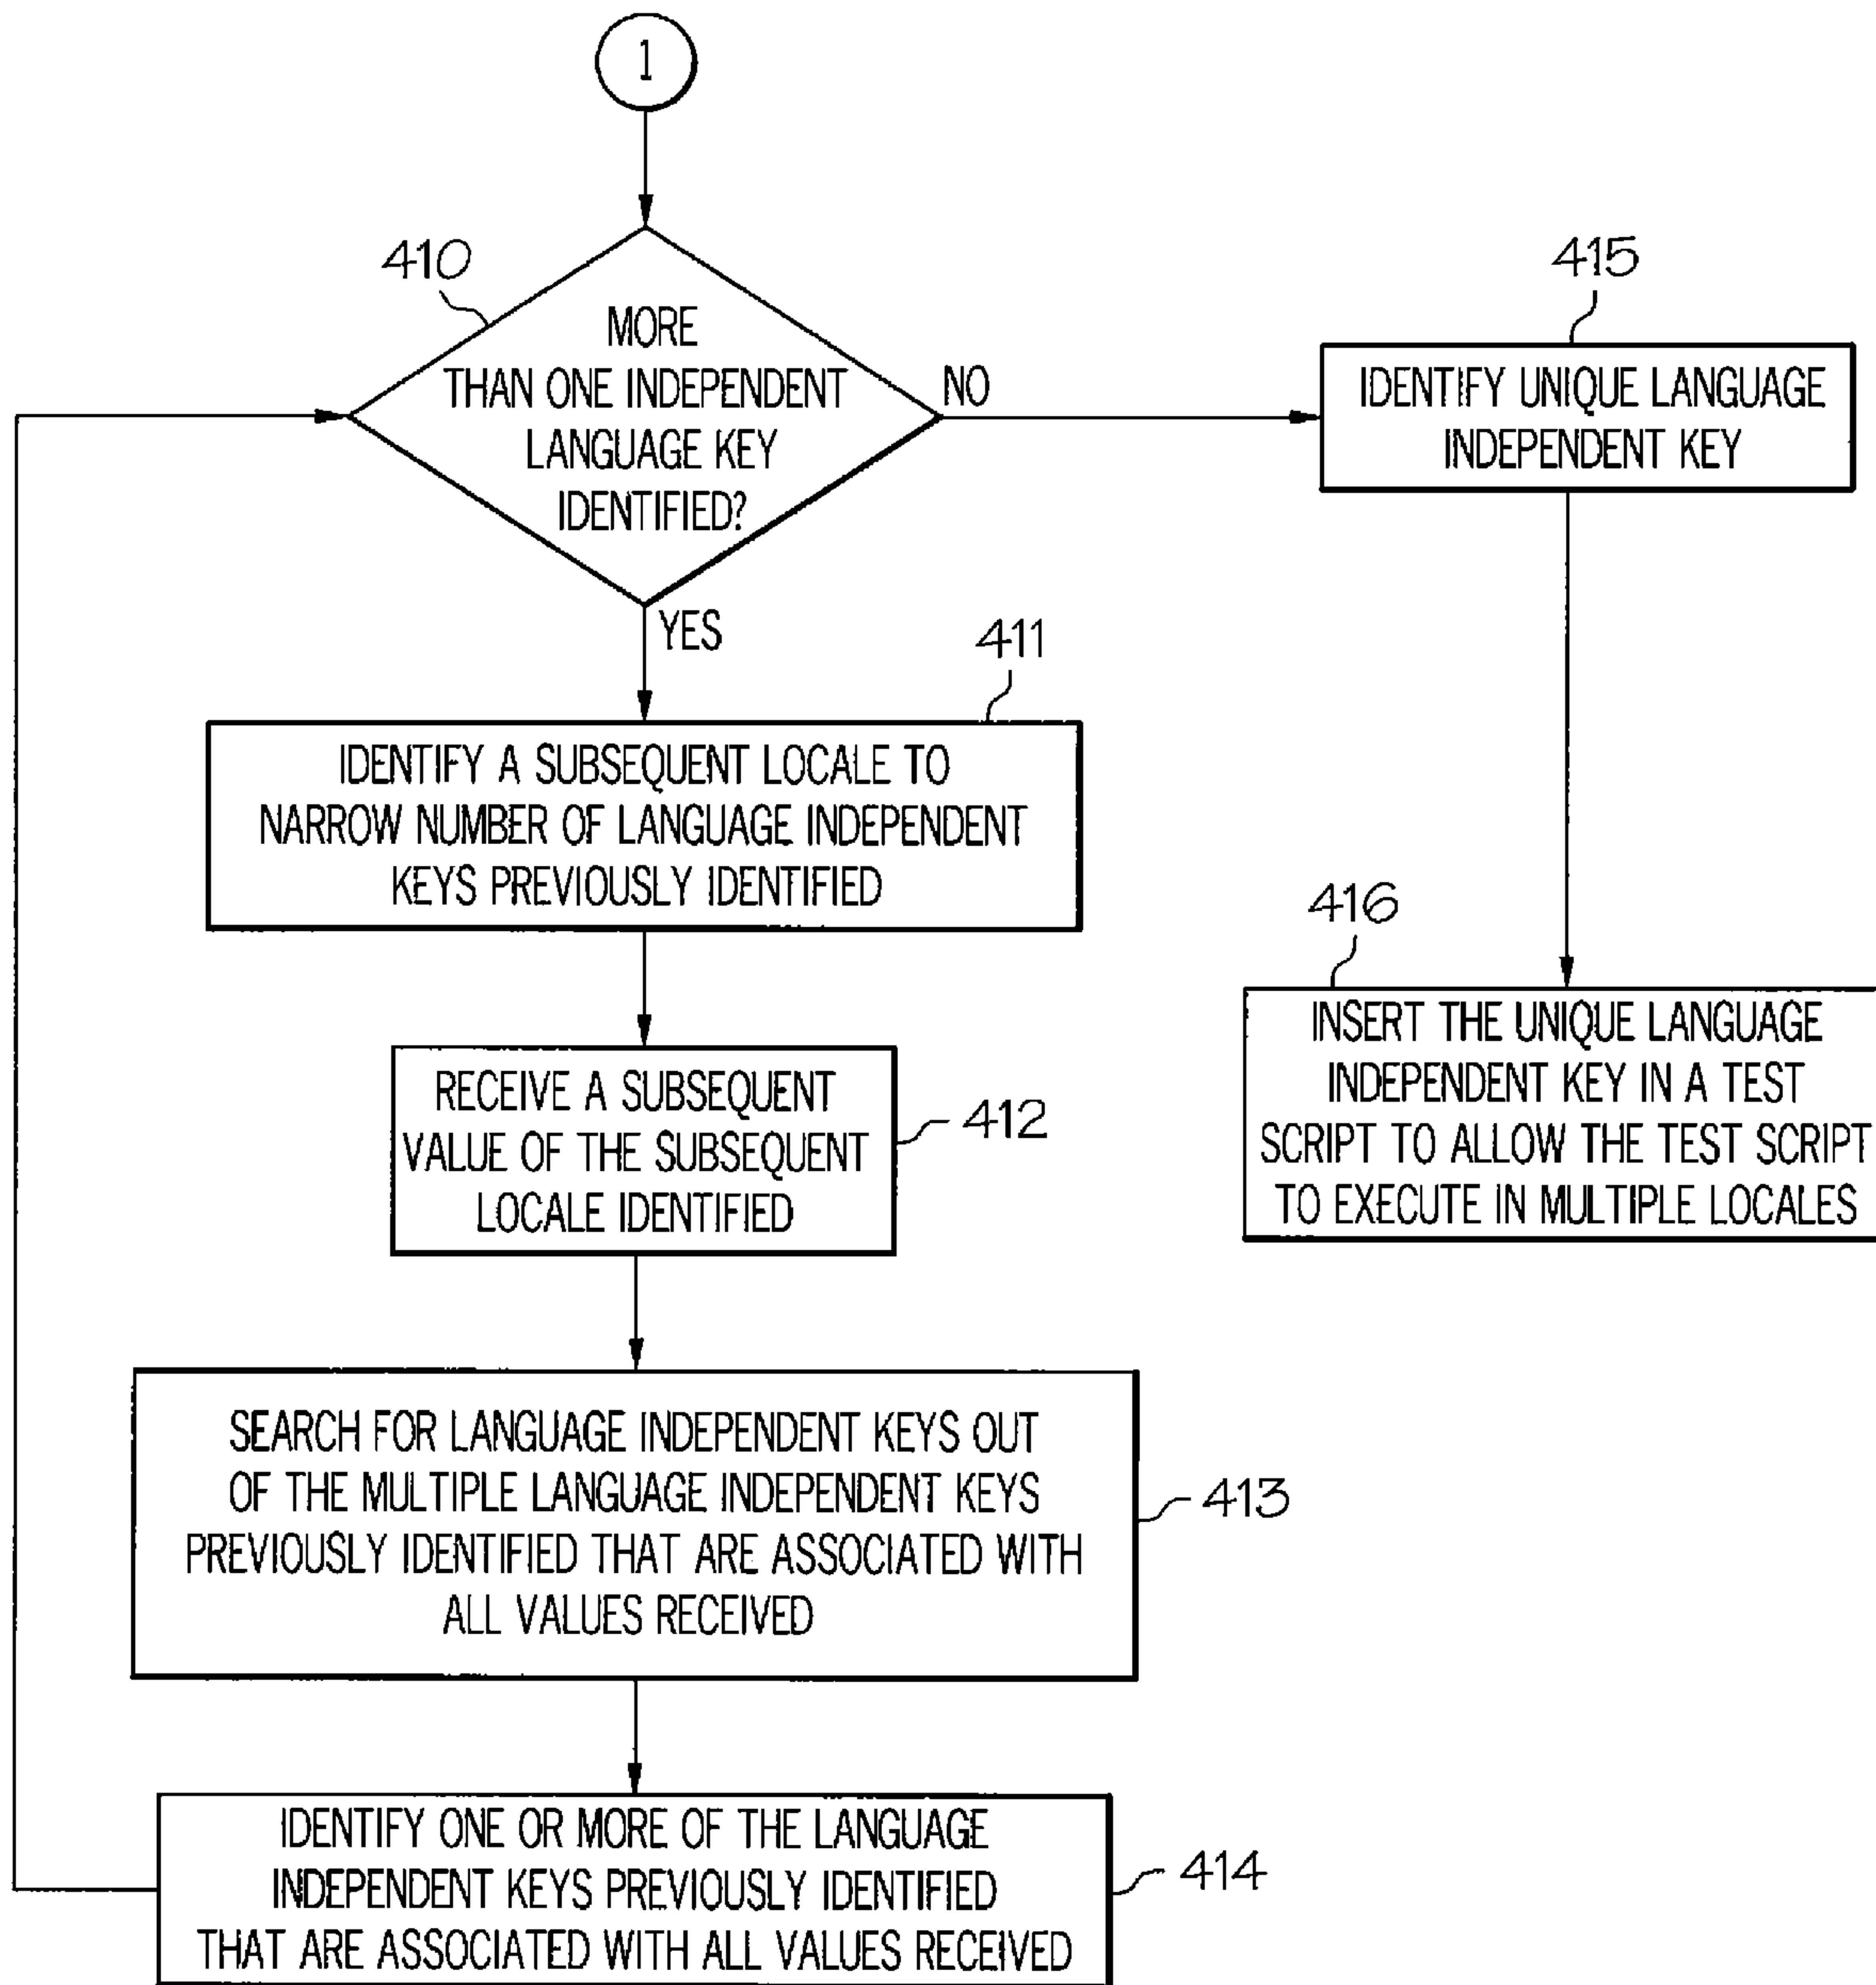 1
410
MORE
THAN ONE INDEPENDENT
LANGUAGE KEY
IDENTIFIED?
NO
YES
415
IDENTIFY UNIQUE LANGUAGE
INDEPENDENT KEY
411
IDENTIFY A SUBSEQUENT LOCALE TO
NARROW NUMBER OF LANGUAGE INDEPENDENT
KEYS PREVIOUSLY IDENTIFIED
416
INSERT THE UNIQUE LANGUAGE
INDEPENDENT KEY IN A TEST
SCRIPT TO ALLOW THE TEST SCRIPT
TO EXECUTE IN MULTIPLE LOCALES
RECEIVE A SUBSEQUENT
VALUE OF THE SUBSEQUENT
LOCALE IDENTIFIED
412
SEARCH FOR LANGUAGE INDEPENDENT KEYS OUT
OF THE MULTIPLE LANGUAGE INDEPENDENT KEYS
PREVIOUSLY IDENTIFIED THAT ARE ASSOCIATED WITH
ALL VALUES RECEIVED
413
IDENTIFY ONE OR MORE OF THE LANGUAGE
INDEPENDENT KEYS PREVIOUSLY IDENTIFIED
THAT ARE ASSOCIATED WITH ALL VALUES RECEIVED
414